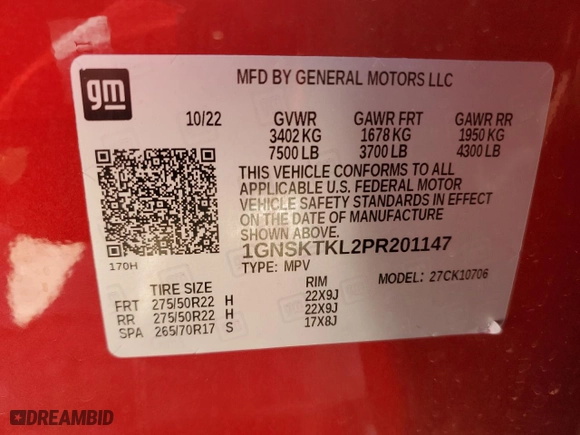 gm
MFD BY GENERAL MOTORS LLC
10/22 GVWR GAWR FRT GAWR RR
3402 KG 1678 KG 1950 KG
7500 LB 3700 LB 4300 LB
THIS VEHICLE CONFORMS TO ALL
APPLICABLE U.S. FEDERAL MOTOR
VEHICLE SAFETY STANDARDS IN EFFECT
ON THE DATE OF MANUFACTURE
SHOWN ABOVE.
170H
1GNSKTKL2PR201147
TYPE: MPV MODEL: 27CK10706
TIRE SIZE RIM
FRT 275/50R22 H 22X9J
RR 275/50R22 H 22X9J
SPA 265/70R17 S 17X8J
DREAMBID